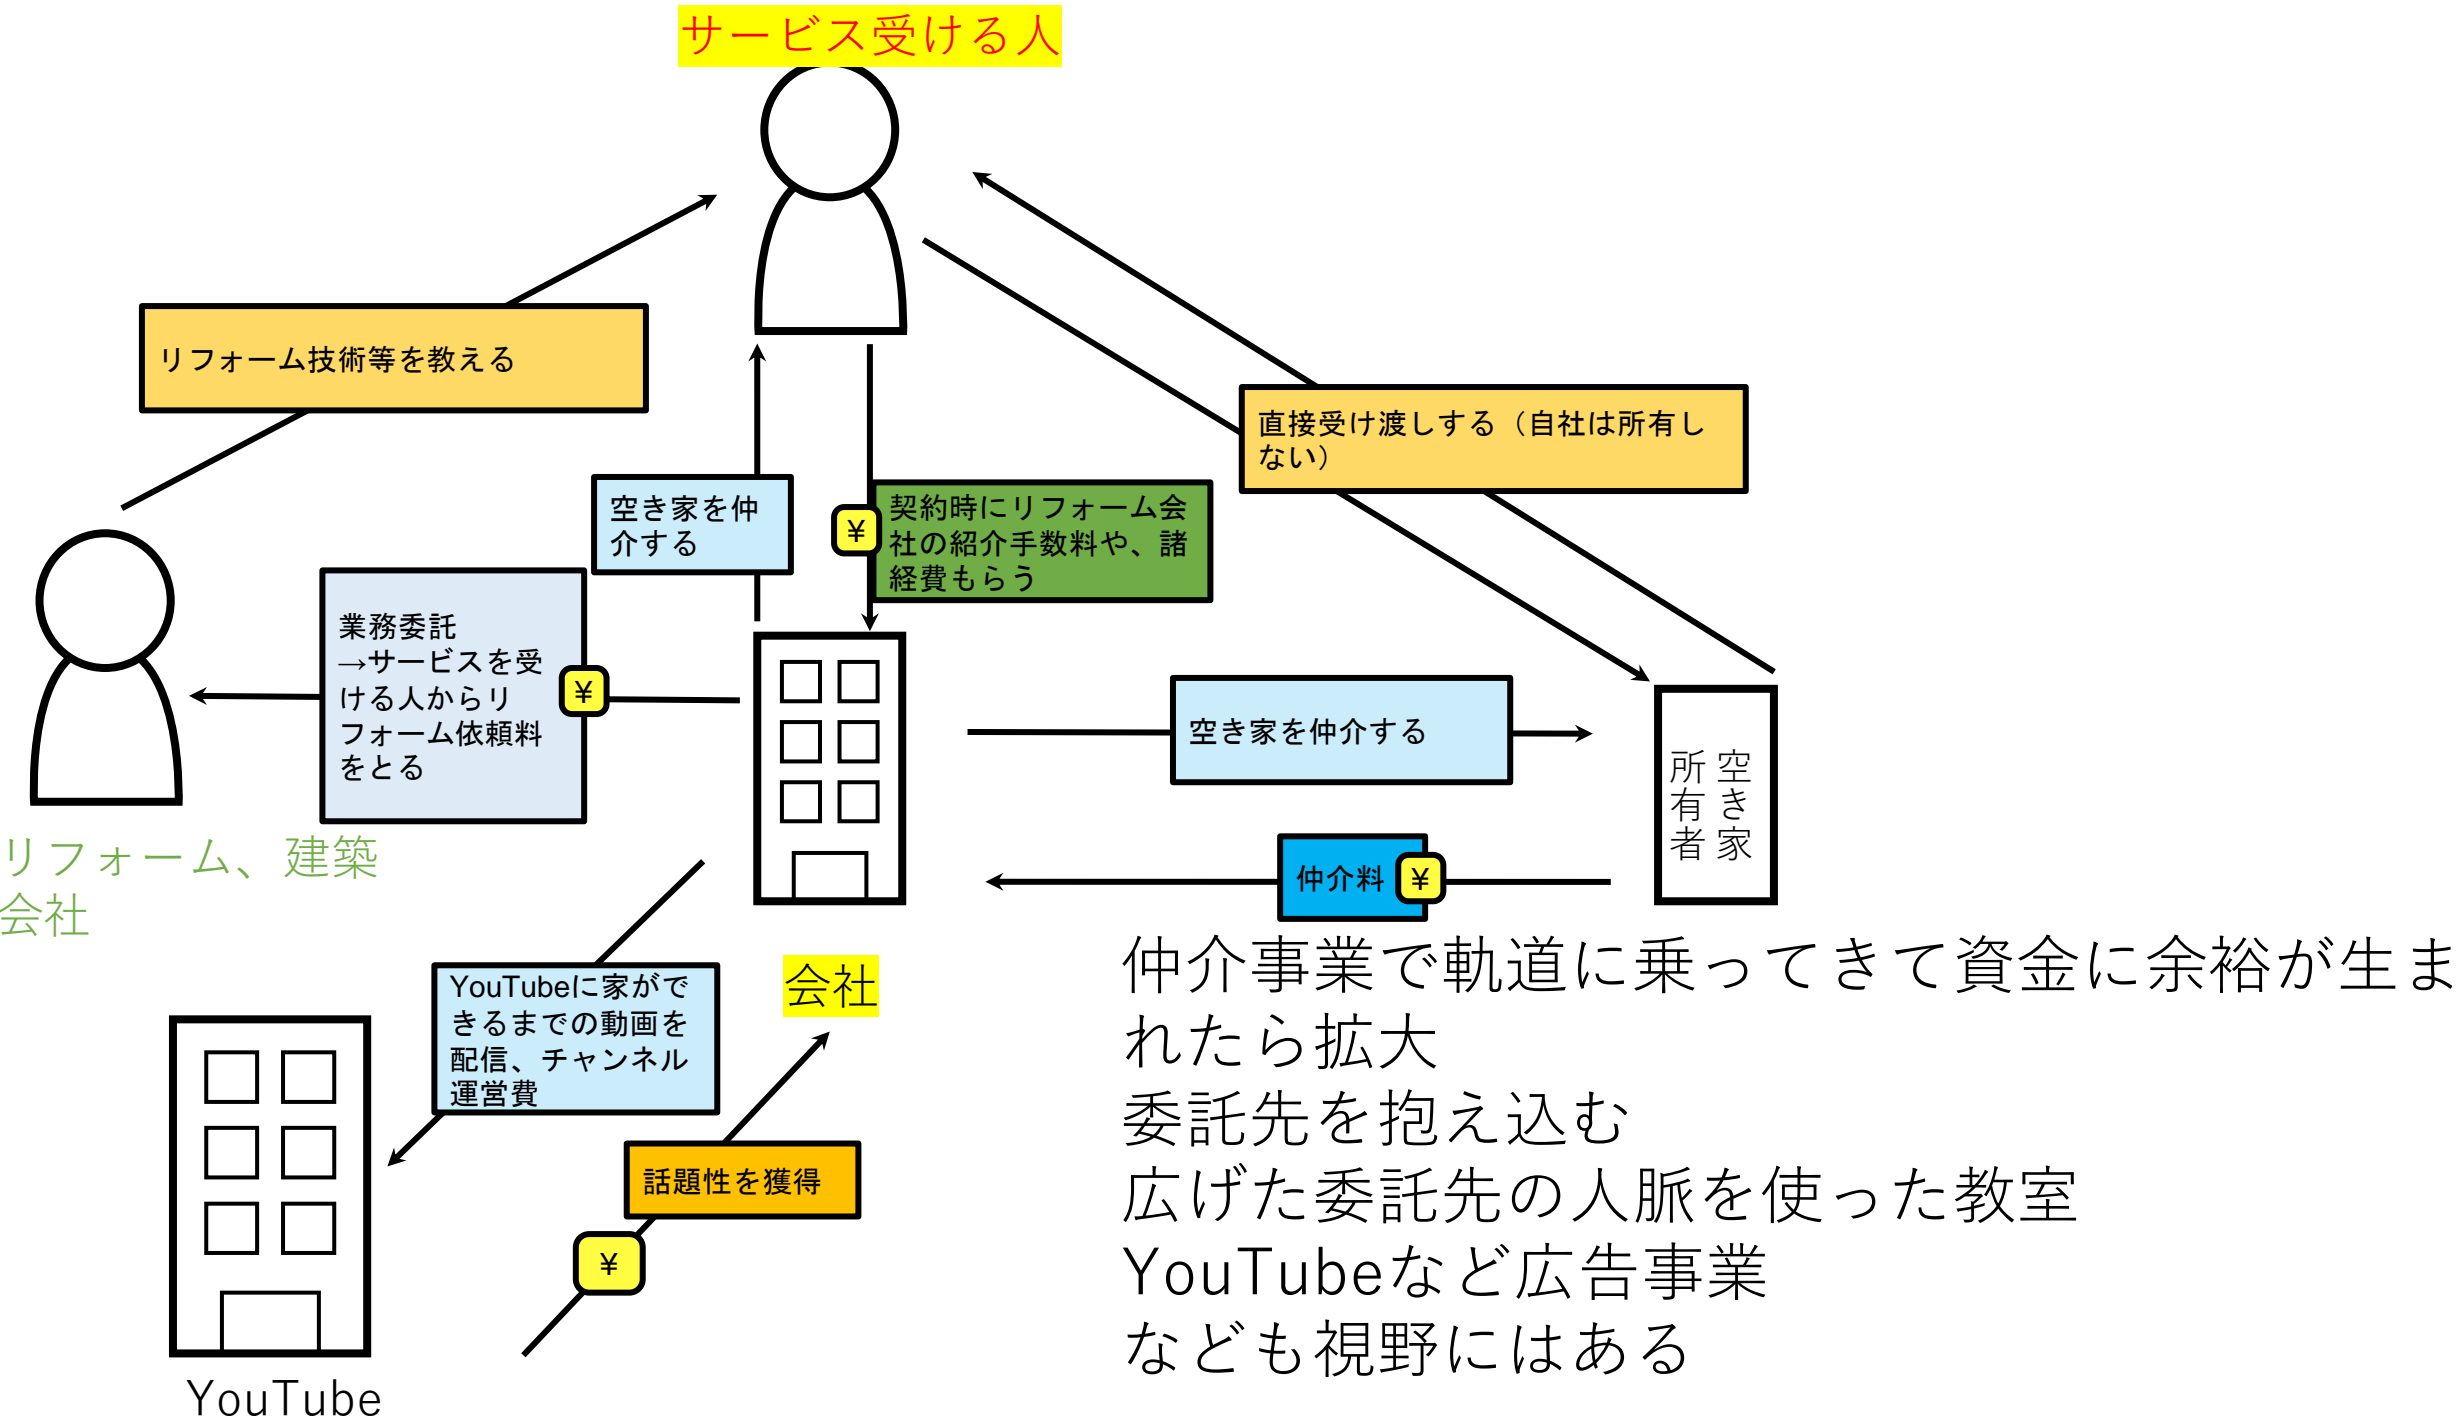 サービス受ける人
リフォーム技術等を教える
直接受け渡しする（自社は所有し
ない）
空き家を仲
介する
¥
契約時にリフォーム会
社の紹介手数料や、諸
経費もらう
業務委託
→サービスを受
ける人からリ
フォーム依頼料
をとる
¥
空き家を仲介する
空き家
所有者
リフォーム、建築
会社
仲介料
¥
YouTubeに家がで
きるまでの動画を
配信、チャンネル
運営費
会社
話題性を獲得
¥
YouTube
仲介事業で軌道に乗ってきて資金に余裕が生ま
れたら拡大
委託先を抱え込む
広げた委託先の人脈を使った教室
YouTubeなど広告事業
なども視野にはある